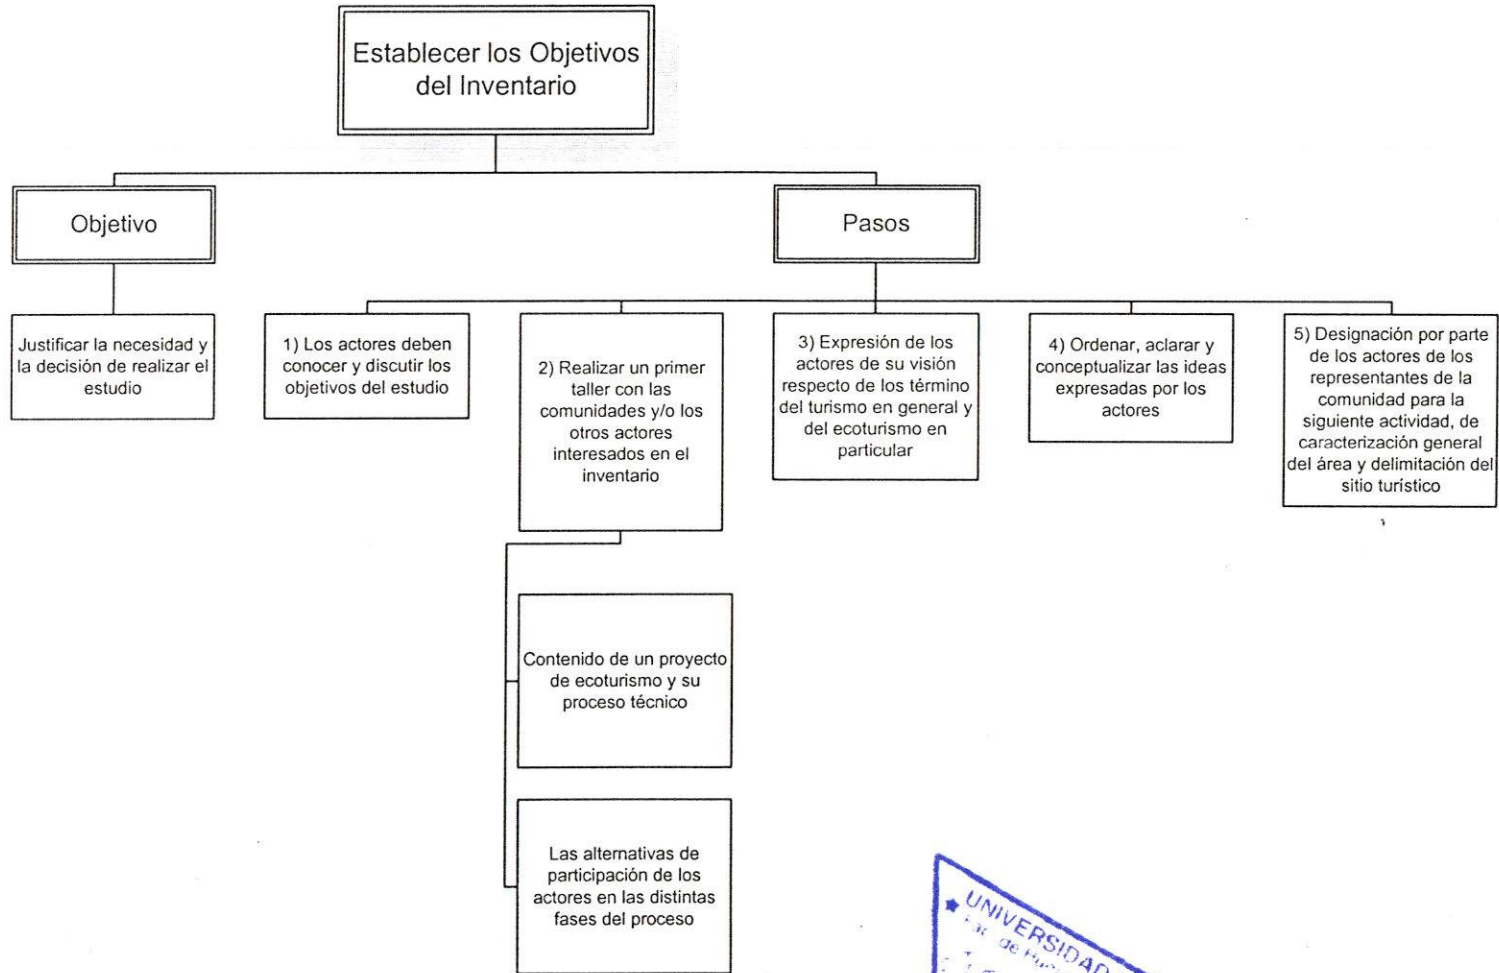 Establecer los Objetivos
del Inventario
Objetivo
Pasos
Justificar la necesidad y
la decisión de realizar el
estudio
1) Los actores deben
conocer y discutir los
objetivos del estudio
2) Realizar un primer
taller con las
comunidades y/o los
otros actores
interesados en el
inventario
3) Expresión de los
actores de su visión
respecto de los término
del turismo en general y
del ecoturismo en
particular
4) Ordenar, aclarar y
conceptualizar las ideas
expresadas por los
actores
5) Designación por parte
de los actores de los
representantes de la
comunidad para la
siguiente actividad, de
caracterización general
del área y delimitación del
sitio turístico
Contenido de un proyecto
de ecoturismo y su
proceso técnico
Las alternativas de
participación de los
actores en las distintas
fases del proceso
UNIVERSIDAD
de